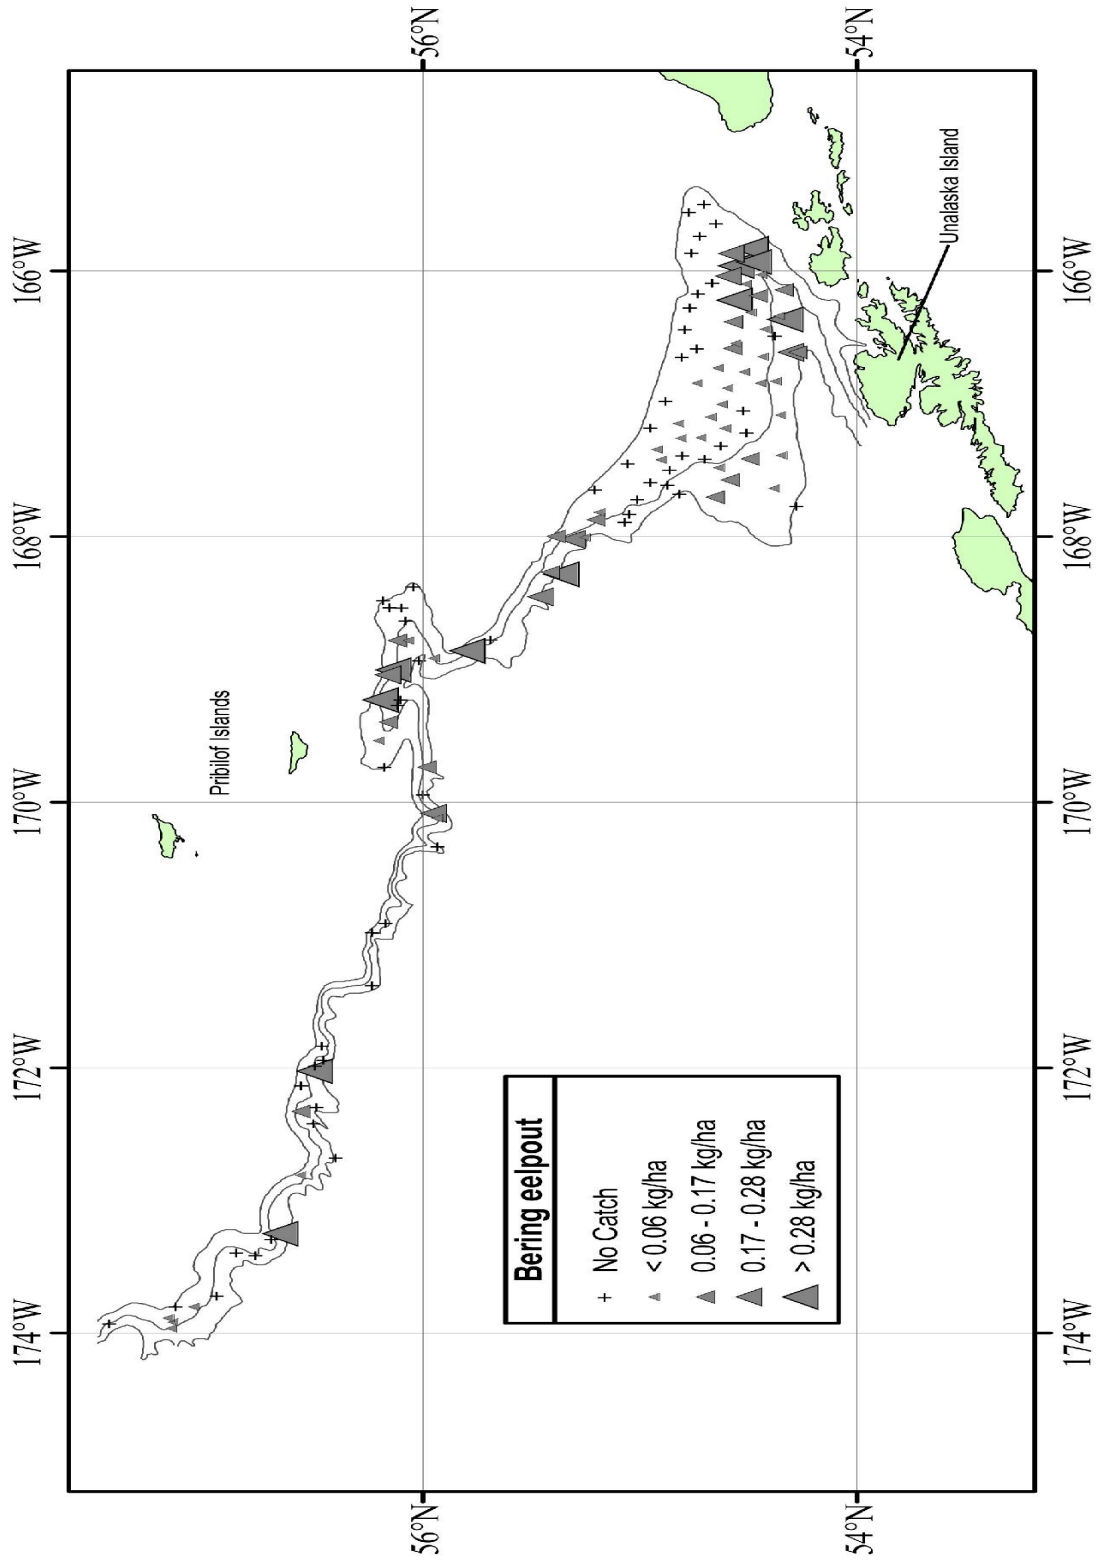 174°W
172°W
170°W
168°W
166°W
56°N
56°N
54°N
54°N
Pribilof Islands
Unalaska Island
Bering eelpout
No Catch
< 0.06 kg/ha
0.06 - 0.17 kg/ha
0.17 - 0.28 kg/ha
> 0.28 kg/ha
174°W
172°W
170°W
168°W
166°W